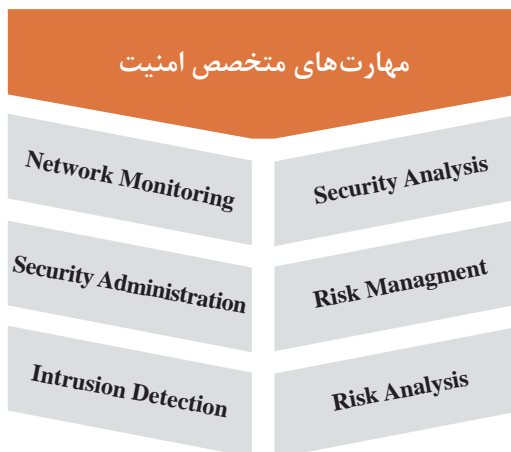 مهارت‌های متخصص امنیت
Network Monitoring
Security Analysis
Security Administration
Risk Managment
Intrusion Detection
Risk Analysis